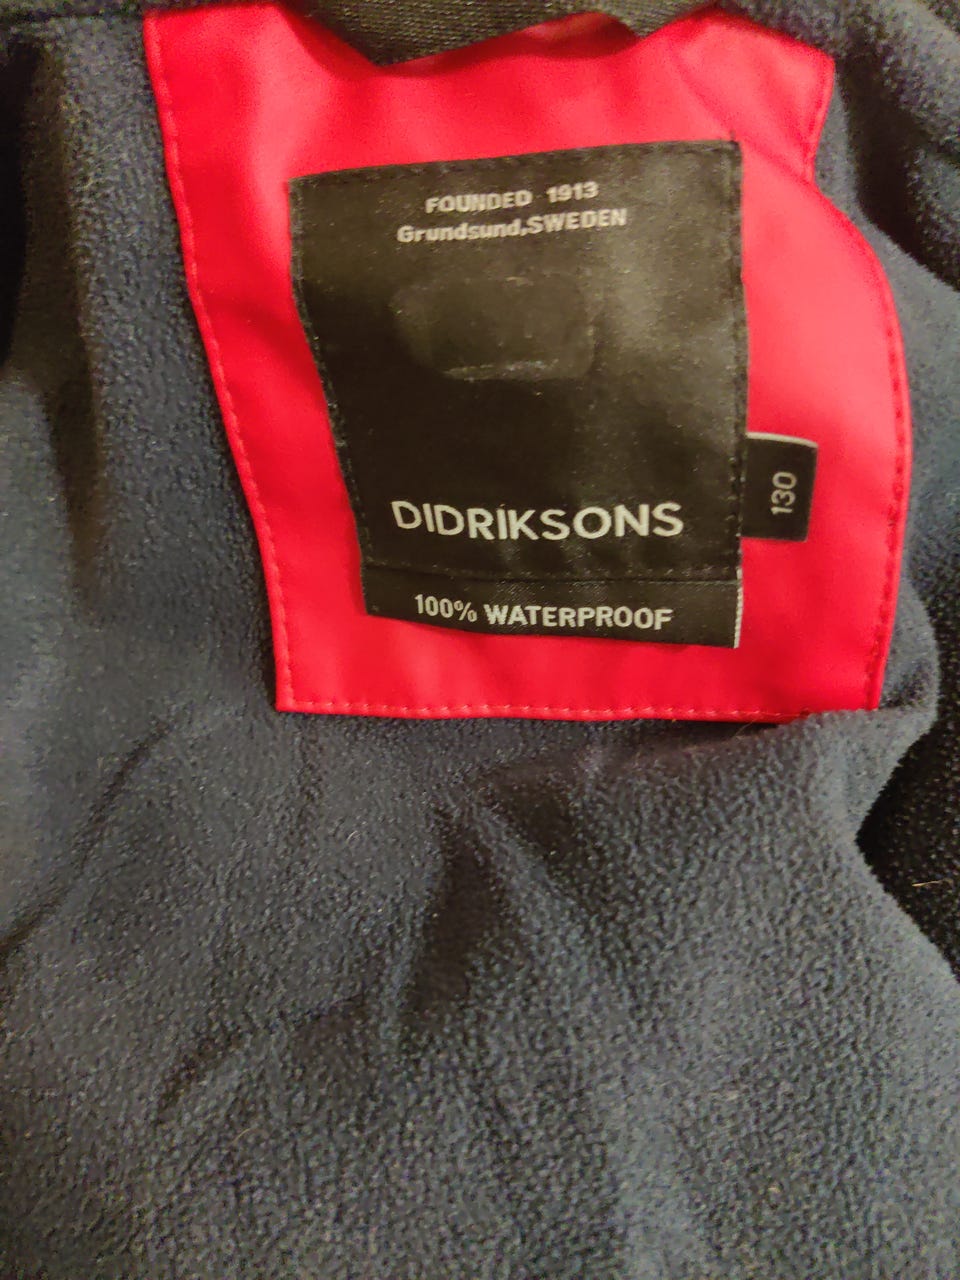 FOUNDED 1913
Grundsund,SWEDEN
DIDRIKSONS
130
100% WATERPROOF